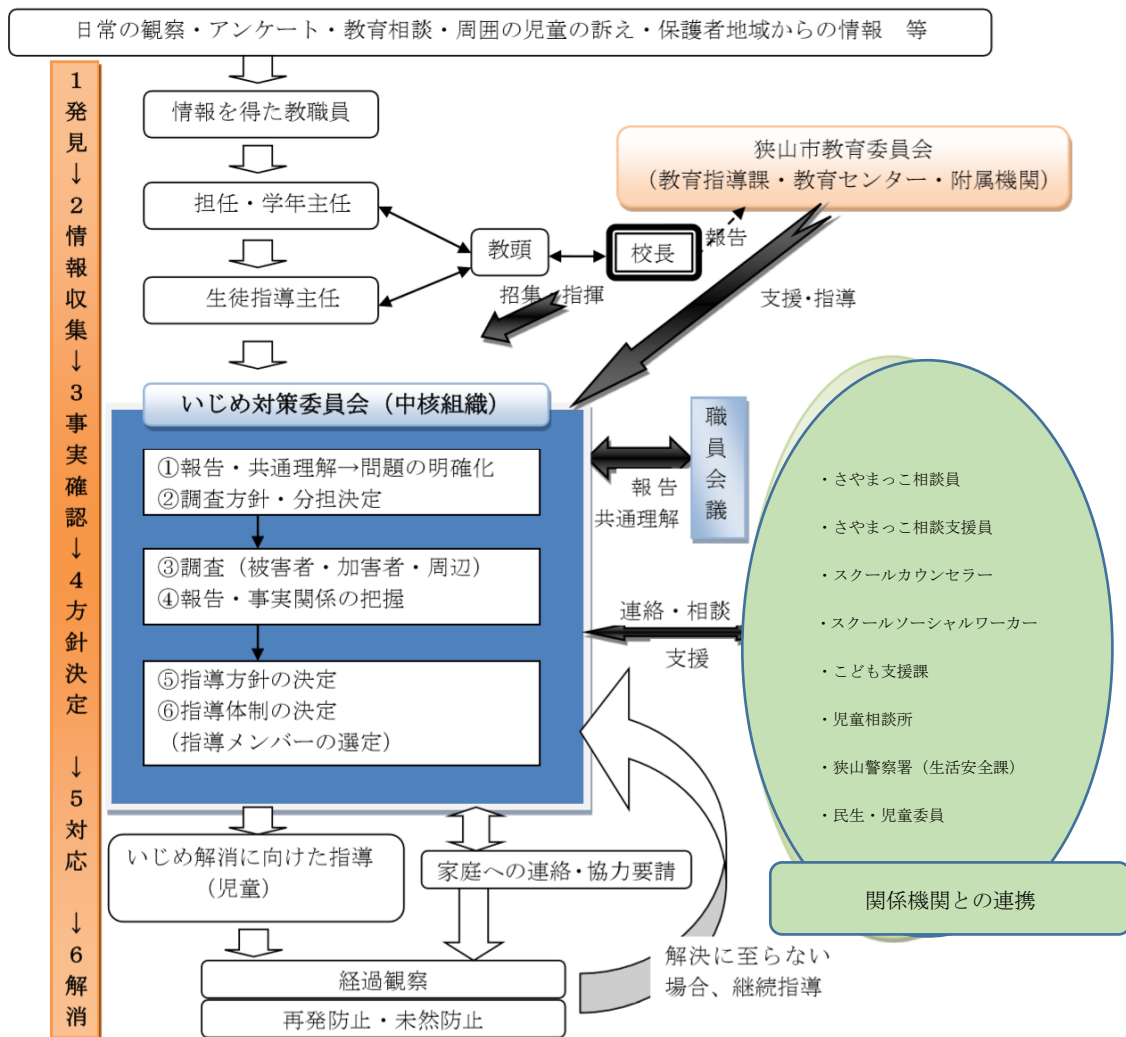 日常の観察・アンケート・教育相談・周囲の児童の訴え・保護者地域からの情報　等
1発見↓2情報収集↓3事実確認↓4方針決定　↓5対応　↓6解消
情報を得た教職員
担任・学年主任
生徒指導主任
教頭
校長
報告
狭山市教育委員会
（教育指導課・教育センター・附属機関）
招集・指揮
支援・指導
いじめ対策委員会（中核組織）
①報告・共通理解→問題の明確化
②調査方針・分担決定
③調査（被害者・加害者・周辺）
④報告・事実関係の把握
⑤指導方針の決定
⑥指導体制の決定
（指導メンバーの選定）
職員会議
報告
共通理解
連絡・相談
支援
・さやまっこ相談員
・さやまっこ相談支援員
・スクールカウンセラー
・スクールソーシャルワーカー
・こども支援課
・児童相談所
・狭山警察署（生活安全課）
・民生・児童委員
関係機関との連携
いじめ解消に向けた指導
（児童）
家庭への連絡・協力要請
経過観察
再発防止・未然防止
解決に至らない
場合、継続指導